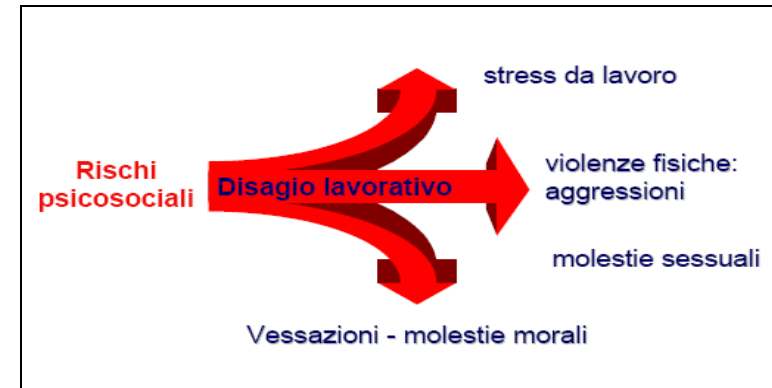 stress da lavoro
Rischi
psicosociali
Disagio lavorativo
violenze fisiche:
aggressioni
molestie sessuali
Vessazioni - molestie morali